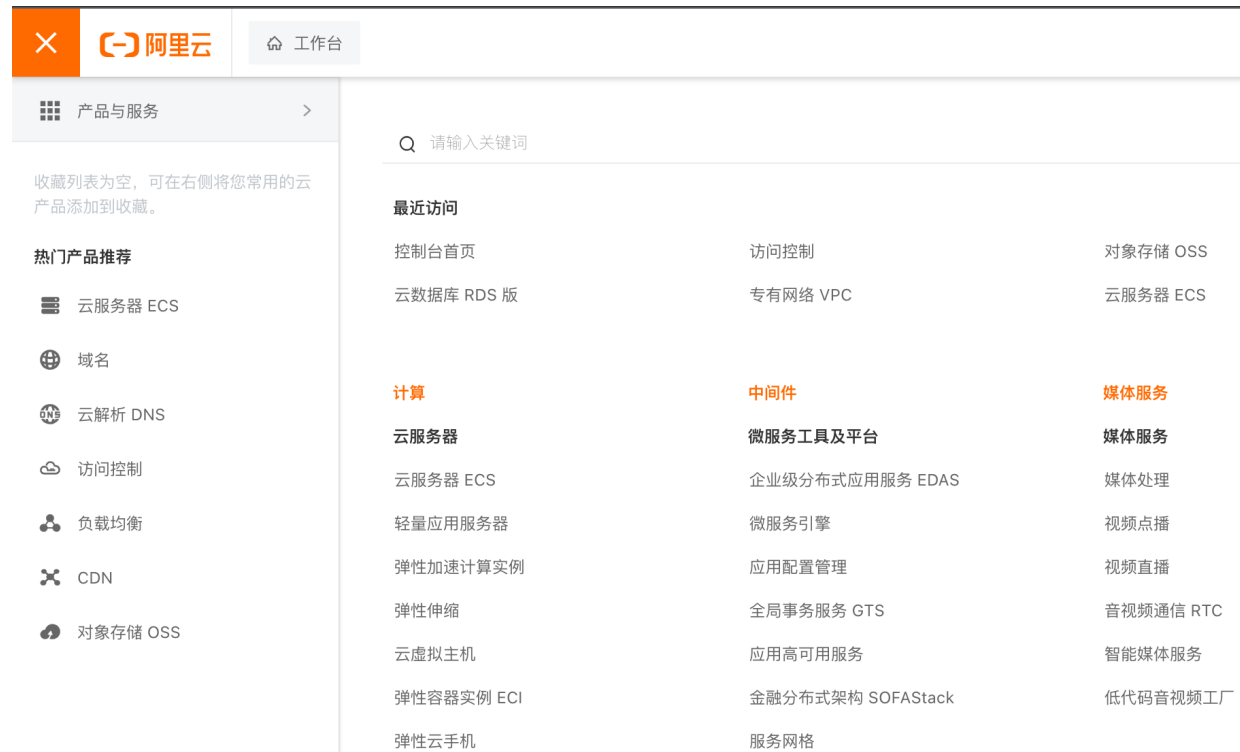 阿里云
工作台
产品与服务
收藏列表为空，可在右侧将您常用的云
产品添加到收藏。
热门产品推荐
云服务器 ECS
域名
DNS
云解析 DNS
访问控制
负载均衡
CDN
对象存储 OSS
请输入关键词
最近访问
控制台首页
访问控制
对象存储 OSS
云数据库 RDS 版
专有网络 VPC
云服务器 ECS
计算
云服务器
云服务器 ECS
轻量应用服务器
弹性加速计算实例
弹性伸缩
云虚拟主机
弹性容器实例 ECI
弹性云手机
中间件
微服务工具及平台
企业级分布式应用服务 EDAS
微服务引擎
应用配置管理
全局事务服务 GTS
应用高可用服务
金融分布式架构 SOFAStack
服务网格
媒体服务
媒体服务
媒体处理
视频点播
视频直播
音视频通信 RTC
智能媒体服务
低代码音视频工厂